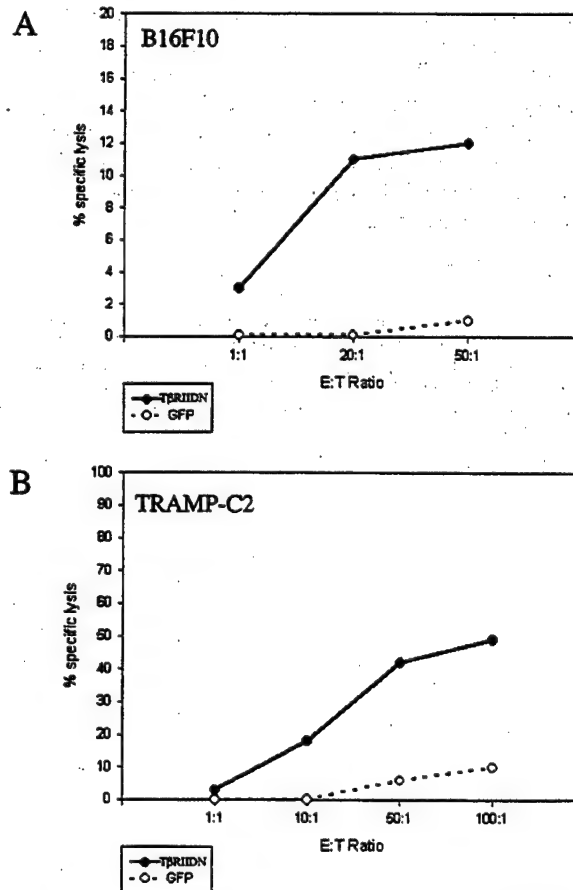 A
B16F10
20
18
16
14
12
10
8
6
4
2
0
% specific lysis
1:1 20:1 50:1
E:T Ratio
TβRIIDN
GFP
B
TRAMP-C2
100
90
80
70
60
50
40
30
20
10
0
% specific lysis
1:1 10:1 50:1 100:1
E:T Ratio
TβRIIDN
GFP